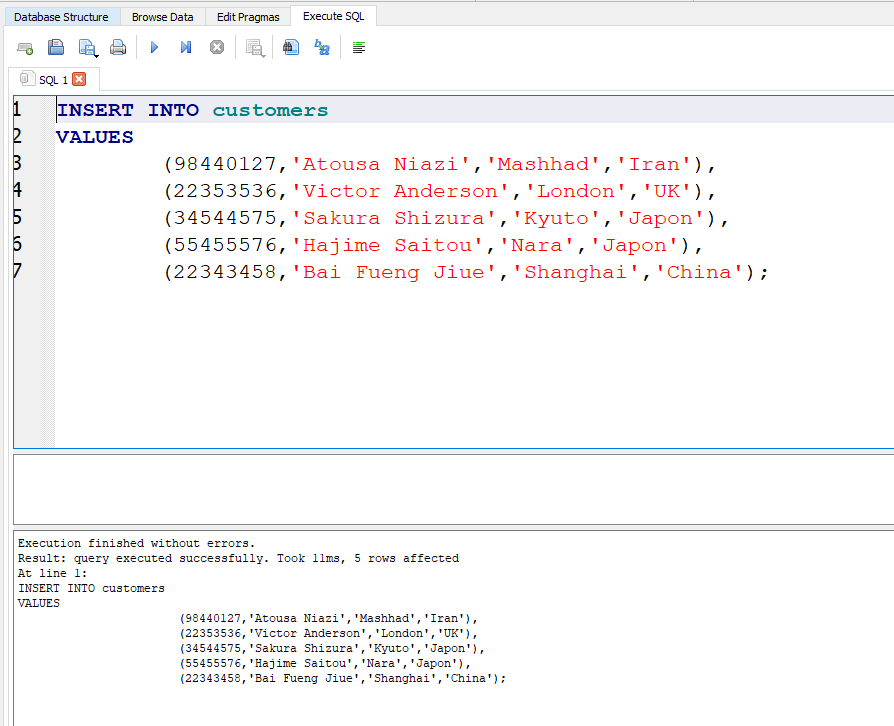 Database Structure Browse Data Edit Pragmas Execute SQL
SQL 1
1 INSERT INTO customers
2 VALUES
3 (98440127,'Atousa Niazi','Mashhad','Iran'),
4 (22353536,'Victor Anderson','London','UK'),
5 (34544575,'Sakura Shizura','Kyuto','Japon'),
6 (55455576,'Hajime Saitou','Nara','Japon'),
7 (22343458,'Bai Fueng Jiue','Shanghai','China');
Execution finished without errors.
Result: query executed successfully. Took 11ms, 5 rows affected
At line 1:
INSERT INTO customers
VALUES
(98440127,'Atousa Niazi','Mashhad','Iran'),
(22353536,'Victor Anderson','London','UK'),
(34544575,'Sakura Shizura','Kyuto','Japon'),
(55455576,'Hajime Saitou','Nara','Japon'),
(22343458,'Bai Fueng Jiue','Shanghai','China');